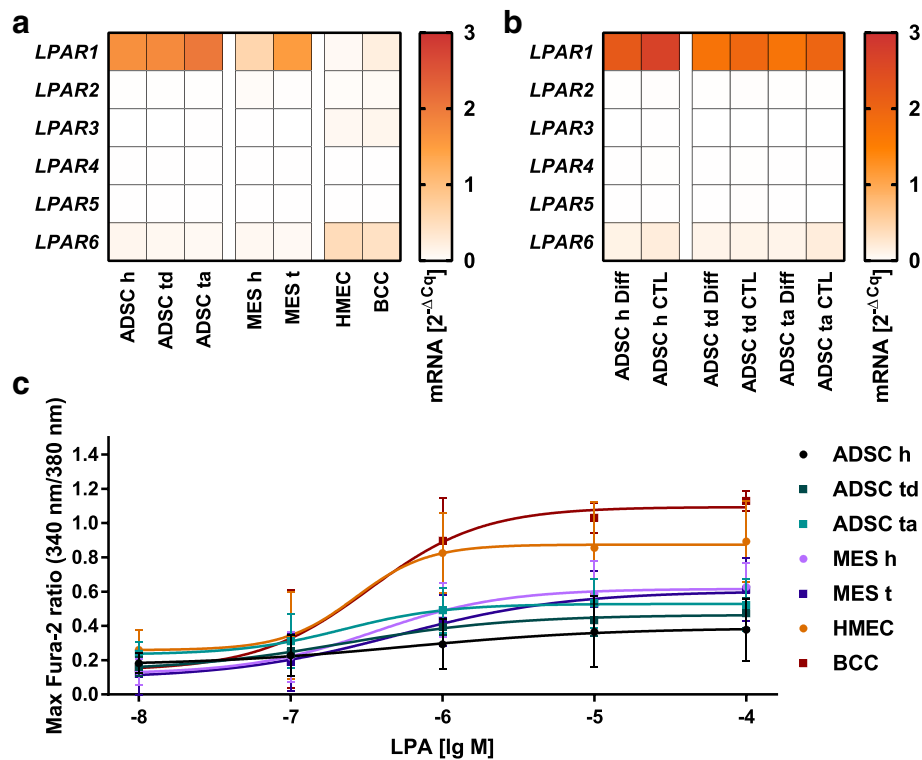 a
LPAR1
LPAR2
LPAR3
LPAR4
LPAR5
LPAR6
ADSC h
ADSC td
ADSC ta
MES h
MES t
HMEC
BCC
3
2
1
0
mRNA [2-ΔCq]
b
LPAR1
LPAR2
LPAR3
LPAR4
LPAR5
LPAR6
ADSC h Diff
ADSC h CTL
ADSC td Diff
ADSC td CTL
ADSC ta Diff
ADSC ta CTL
3
2
1
0
mRNA [2-ΔCq]
c
Max Fura-2 ratio (340 nm/380 nm)
1.4
1.2
1.0
0.8
0.6
0.4
0.2
0.0
-8
-7
-6
-5
-4
LPA [lg M]
ADSC h
ADSC td
ADSC ta
MES h
MES t
HMEC
BCC